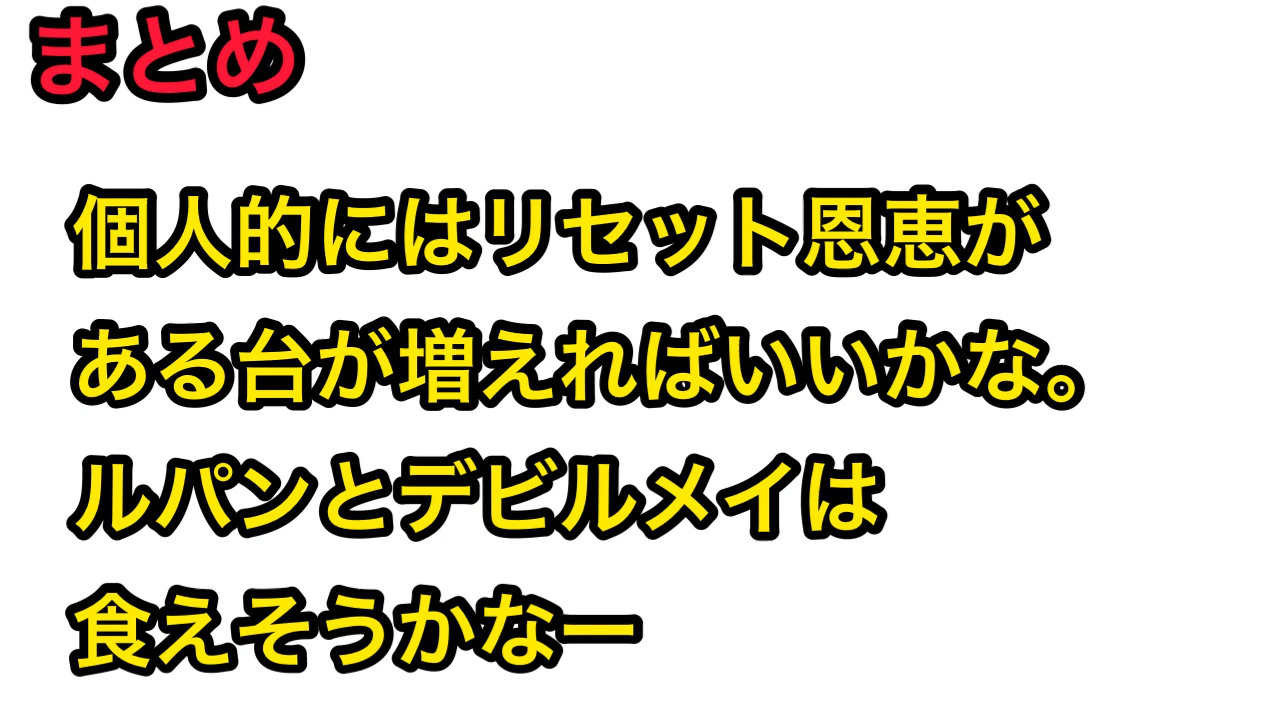 まとめ
個人的にはリセット恩恵が
ある台が増えればいいかな。
ルパンとデビルメイは
食えそうかなー